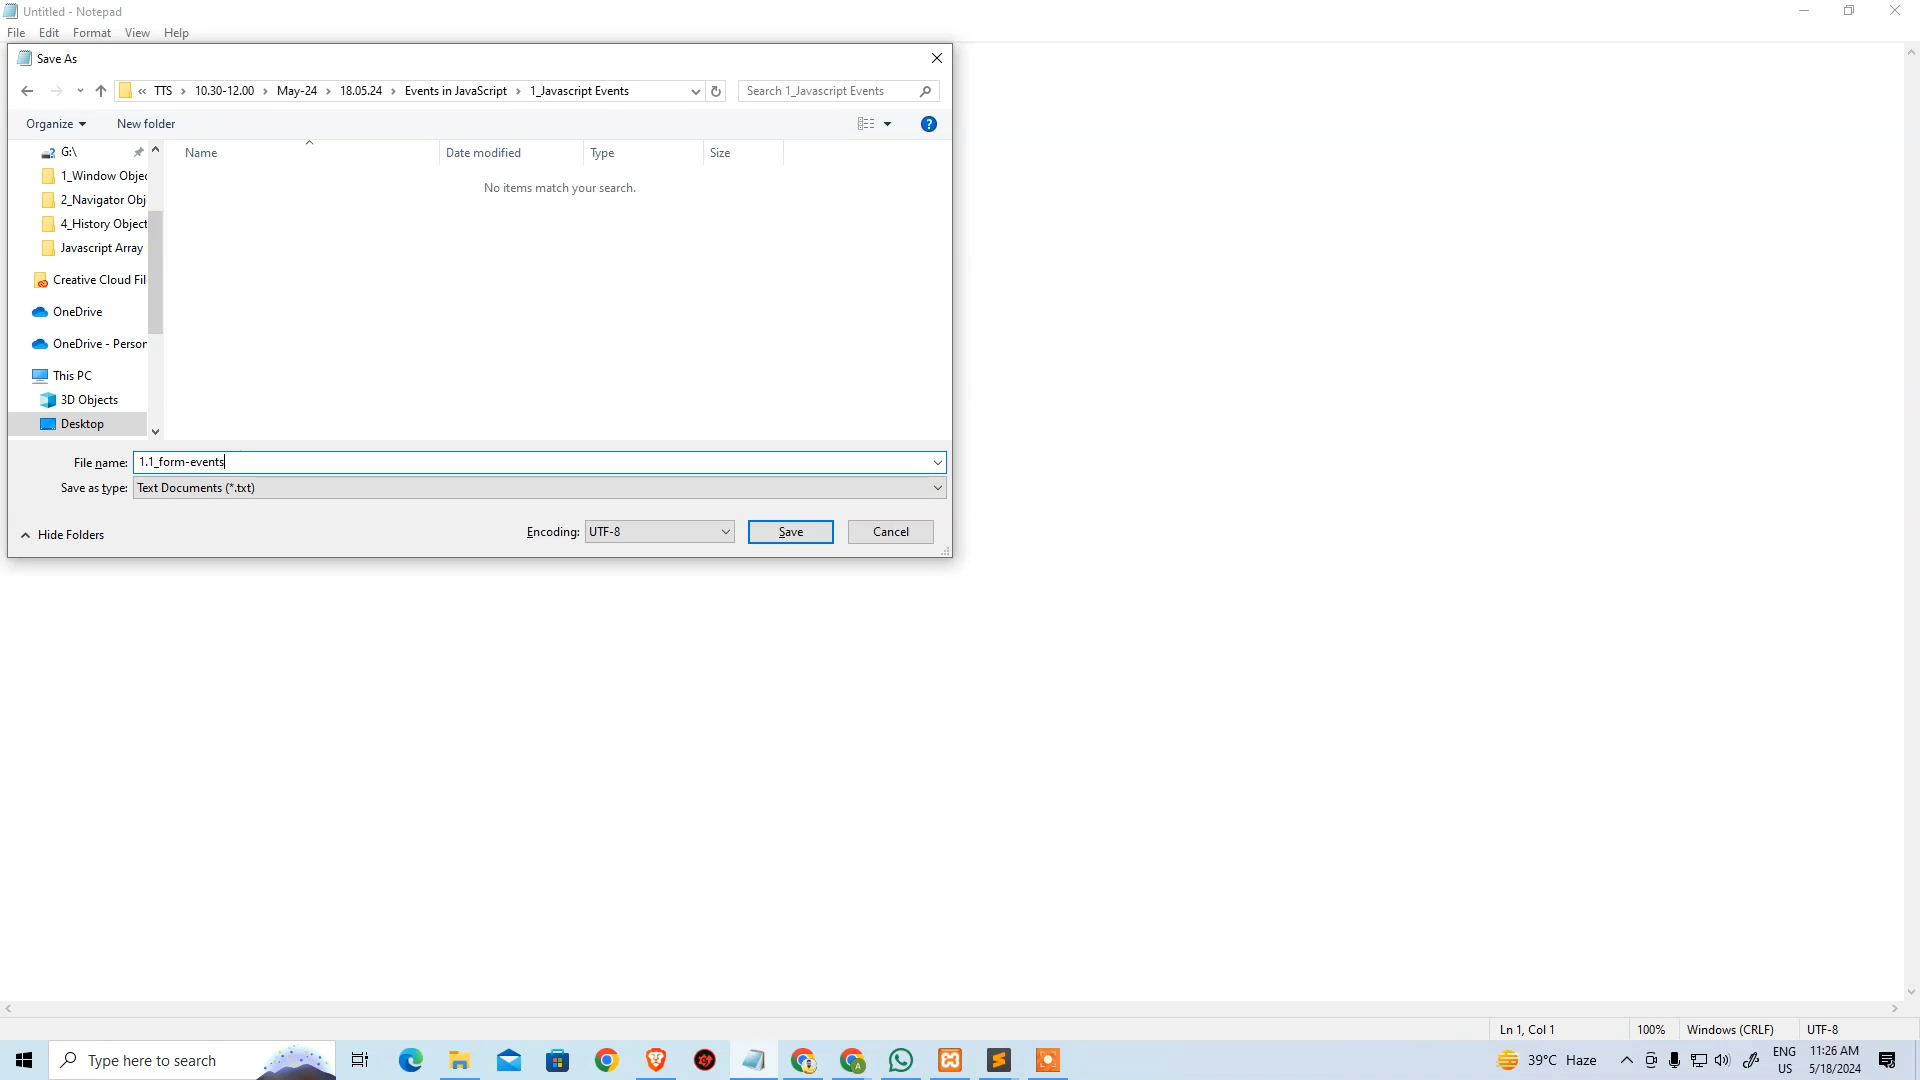 Untitled - Notepad
File Edit Format View Help
Save As
« TTS > 10.30-12.00 > May-24 > 18.05.24 > Events in JavaScript > 1_Javascript Events
Search 1_Javascript Events
Organize New folder
?
G:\
1_Window Objec
2_Navigator Obj
4_History Object
Javascript Array
Creative Cloud Fil
OneDrive
OneDrive - Person
This PC
3D Objects
Desktop
Name Date modified Type Size
No items match your search.
File name: 1.1_form-events
Save as type: Text Documents (*.txt)
Hide Folders
Encoding: UTF-8
Save
Cancel
Ln 1, Col 1 100% Windows (CRLF) UTF-8
Type here to search
39°C Haze
ENG
US
11:26 AM
5/18/2024